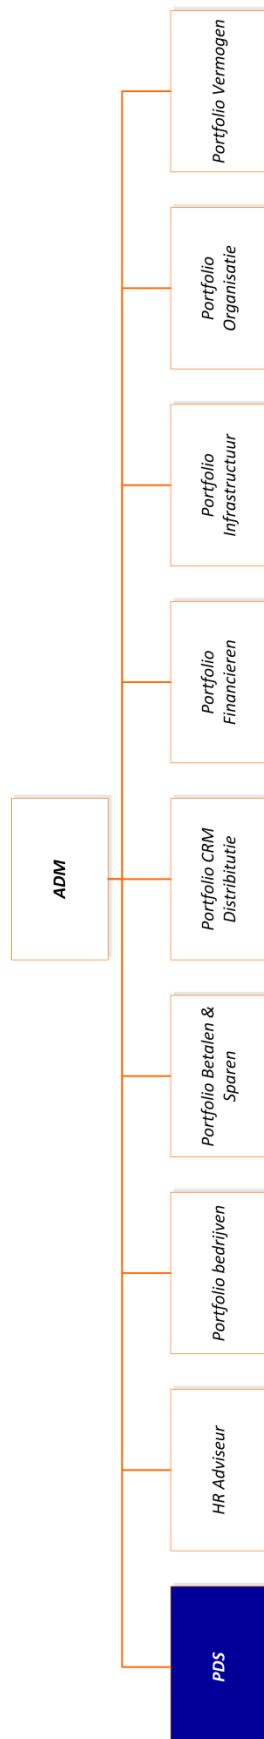 ADM
PDS
HR Adviseur
Portfolio bedrijven
Portfolio Betalen &
Sparen
Portfolio CRM
Distribitutie
Portfolio
Financieren
Portfolio
Infrastructuur
Portfolio
Organisatie
Portfolio Vermogen